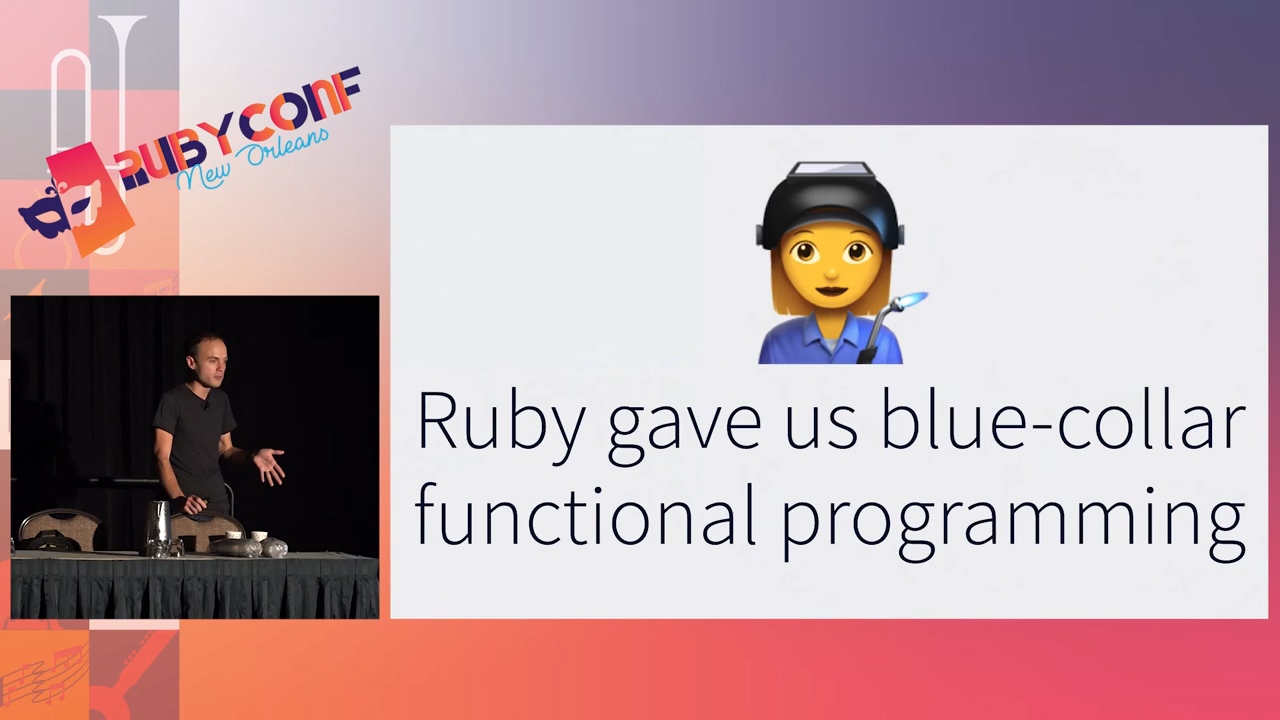 RUBYCONF
New Orleans
Ruby gave us blue-collar
functional programming